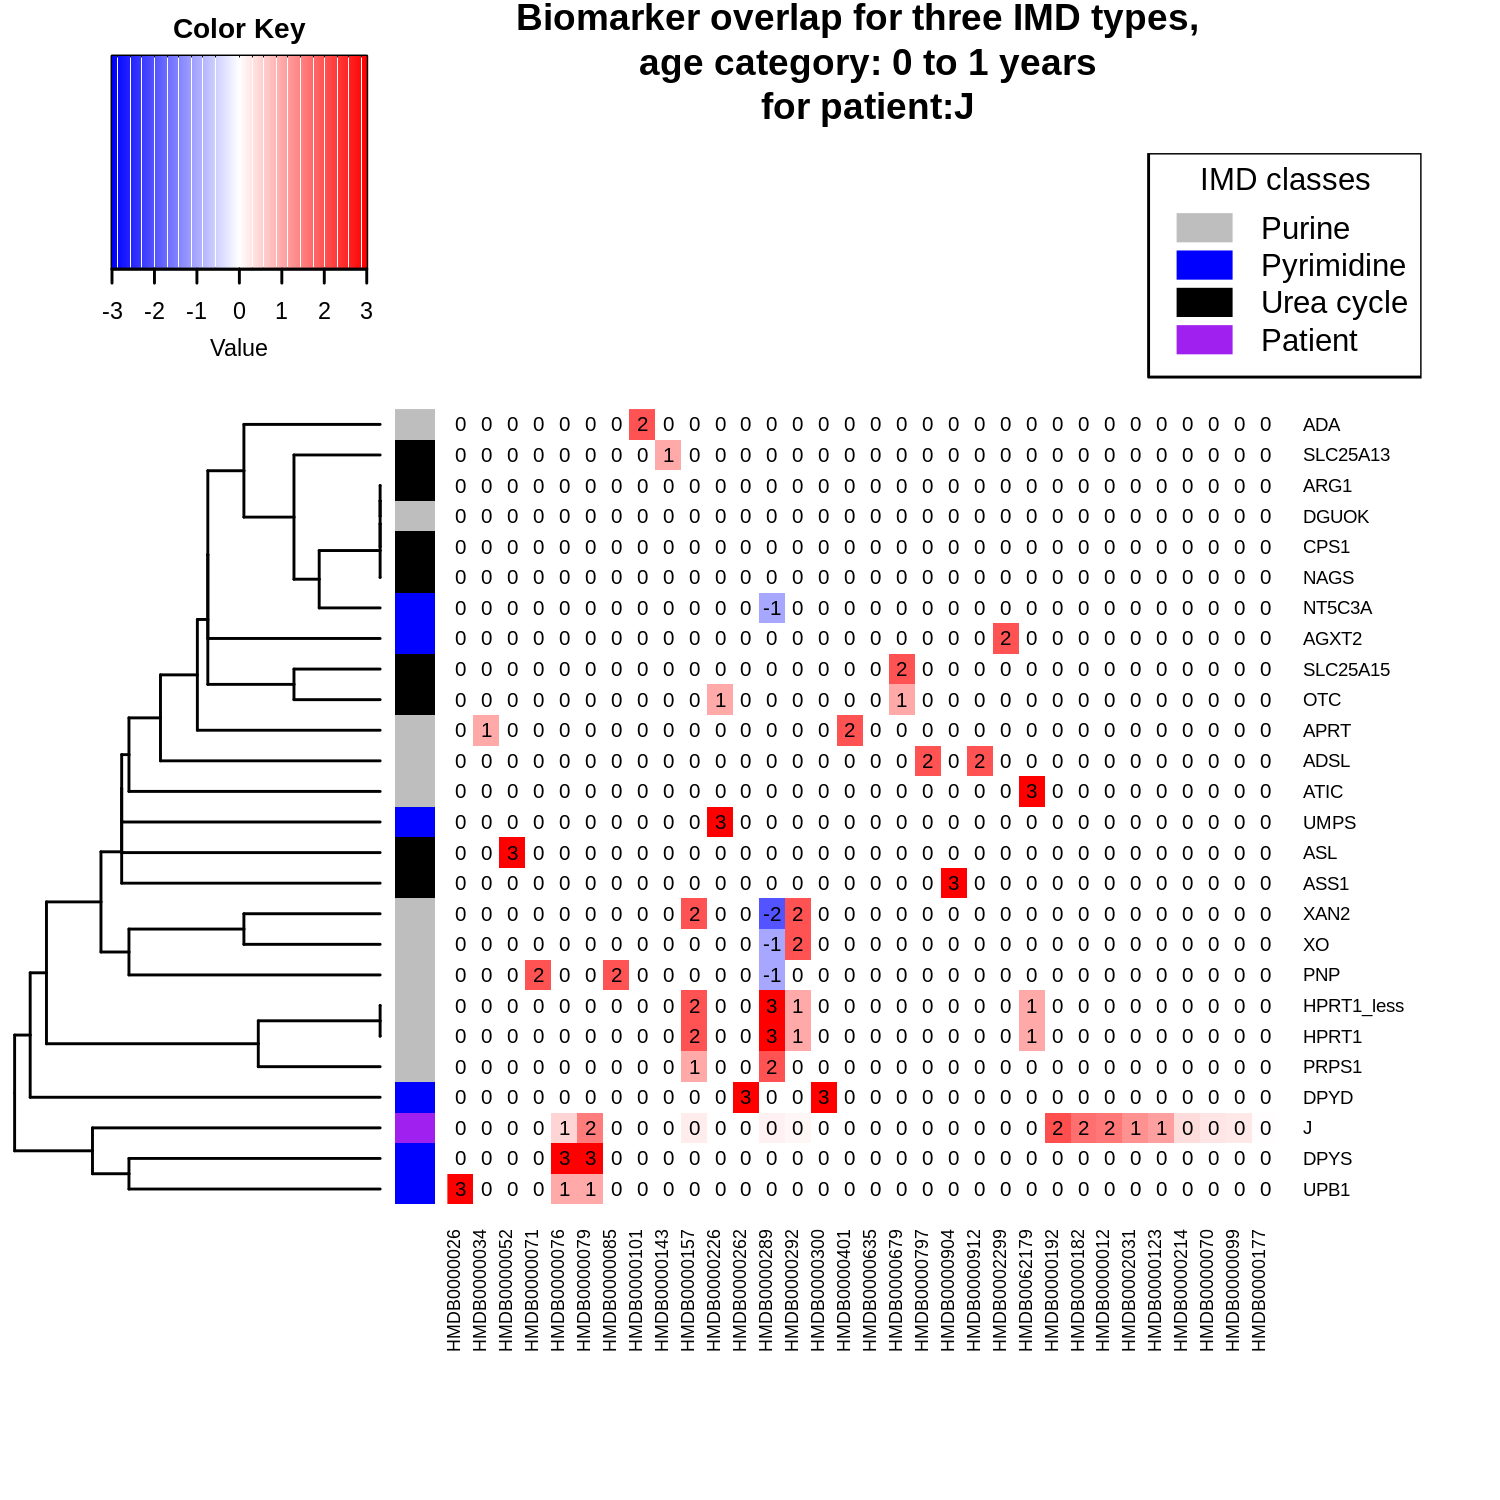 Color Key
-3 -2 -1 0 1 2 3
Value
Biomarker overlap for three IMD types,
age category: 0 to 1 years
for patient:J
IMD classes
Purine
Pyrimidine
Urea cycle
Patient
0 0 0 0 0 0 0 2 0 0 0 0 0 0 0 0 0 0 0 0 0 0 0 0 0 0 0 0 0 0 0 0 ADA
0 0 0 0 0 0 0 0 1 0 0 0 0 0 0 0 0 0 0 0 0 0 0 0 0 0 0 0 0 0 0 0 SLC25A13
0 0 0 0 0 0 0 0 0 0 0 0 0 0 0 0 0 0 0 0 0 0 0 0 0 0 0 0 0 0 0 0 ARG1
0 0 0 0 0 0 0 0 0 0 0 0 0 0 0 0 0 0 0 0 0 0 0 0 0 0 0 0 0 0 0 0 DGUOK
0 0 0 0 0 0 0 0 0 0 0 0 0 0 0 0 0 0 0 0 0 0 0 0 0 0 0 0 0 0 0 0 CPS1
0 0 0 0 0 0 0 0 0 0 0 0 0 0 0 0 0 0 0 0 0 0 0 0 0 0 0 0 0 0 0 0 NAGS
0 0 0 0 0 0 0 0 0 0 0 0 -1 0 0 0 0 0 0 0 0 0 0 0 0 0 0 0 0 0 0 0 NT5C3A
0 0 0 0 0 0 0 0 0 0 0 0 0 0 0 0 0 0 0 0 0 2 0 0 0 0 0 0 0 0 0 0 AGXT2
0 0 0 0 0 0 0 0 0 0 0 0 0 0 0 0 0 2 0 0 0 0 0 0 0 0 0 0 0 0 0 0 SLC25A15
0 0 0 0 0 0 0 0 0 0 1 0 0 0 0 0 0 1 0 0 0 0 0 0 0 0 0 0 0 0 0 0 OTC
0 1 0 0 0 0 0 0 0 0 0 0 0 0 0 2 0 0 0 0 0 0 0 0 0 0 0 0 0 0 0 0 APRT
0 0 0 0 0 0 0 0 0 0 0 0 0 0 0 0 0 0 2 0 2 0 0 0 0 0 0 0 0 0 0 0 ADSL
0 0 0 0 0 0 0 0 0 0 0 0 0 0 0 0 0 0 0 0 0 0 3 0 0 0 0 0 0 0 0 0 ATIC
0 0 0 0 0 0 0 0 0 0 3 0 0 0 0 0 0 0 0 0 0 0 0 0 0 0 0 0 0 0 0 0 UMPS
0 0 3 0 0 0 0 0 0 0 0 0 0 0 0 0 0 0 0 0 0 0 0 0 0 0 0 0 0 0 0 0 ASL
0 0 0 0 0 0 0 0 0 0 0 0 0 0 0 0 0 0 0 3 0 0 0 0 0 0 0 0 0 0 0 0 ASS1
0 0 0 0 0 0 0 0 0 2 0 0 -2 2 0 0 0 0 0 0 0 0 0 0 0 0 0 0 0 0 0 0 XAN2
0 0 0 0 0 0 0 0 0 0 0 0 -1 2 0 0 0 0 0 0 0 0 0 0 0 0 0 0 0 0 0 0 XO
0 0 0 2 0 0 2 0 0 0 0 0 -1 0 0 0 0 0 0 0 0 0 0 0 0 0 0 0 0 0 0 0 PNP
0 0 0 0 0 0 0 0 0 2 0 0 3 1 0 0 0 0 0 0 0 0 1 0 0 0 0 0 0 0 0 0 HPRT1_less
0 0 0 0 0 0 0 0 0 2 0 0 3 1 0 0 0 0 0 0 0 0 1 0 0 0 0 0 0 0 0 0 HPRT1
0 0 0 0 0 0 0 0 0 1 0 0 2 0 0 0 0 0 0 0 0 0 0 0 0 0 0 0 0 0 0 0 PRPS1
0 0 0 0 0 0 0 0 0 0 0 3 0 0 3 0 0 0 0 0 0 0 0 0 0 0 0 0 0 0 0 0 DPYD
0 0 0 0 1 2 0 0 0 0 0 0 0 0 0 0 0 0 0 0 0 0 0 2 2 2 1 1 0 0 0 0 J
0 0 0 0 3 3 0 0 0 0 0 0 0 0 0 0 0 0 0 0 0 0 0 0 0 0 0 0 0 0 0 0 DPYS
3 0 0 0 1 1 0 0 0 0 0 0 0 0 0 0 0 0 0 0 0 0 0 0 0 0 0 0 0 0 0 0 UPB1
HMDB0000026
HMDB0000034
HMDB0000052
HMDB0000071
HMDB0000076
HMDB0000079
HMDB0000085
HMDB0000101
HMDB0000143
HMDB0000157
HMDB0000226
HMDB0000262
HMDB0000289
HMDB0000292
HMDB0000300
HMDB0000401
HMDB0000635
HMDB0000679
HMDB0000797
HMDB0000904
HMDB0000912
HMDB0002299
HMDB0062179
HMDB0000192
HMDB0000182
HMDB0000012
HMDB0002031
HMDB0000123
HMDB0000214
HMDB0000070
HMDB0000099
HMDB0000177